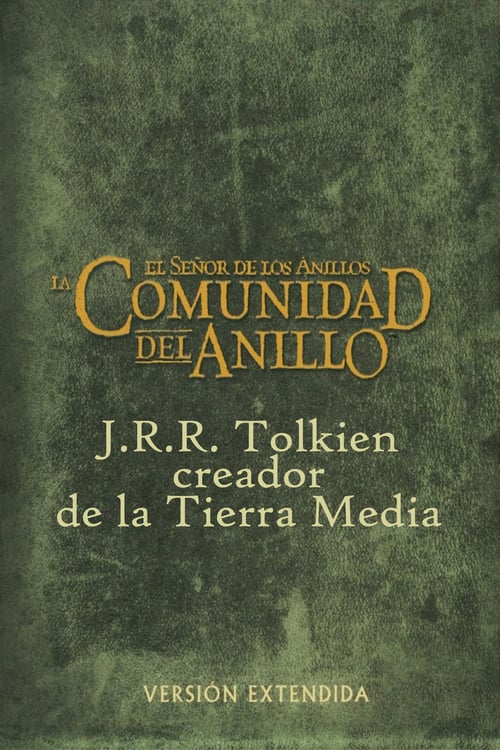 EL SEÑOR DE LOS ANILLOS
LA COMUNIDAD
DEL ANILLO
J.R.R. Tolkien
creador
de la Tierra Media
VERSIÓN EXTENDIDA